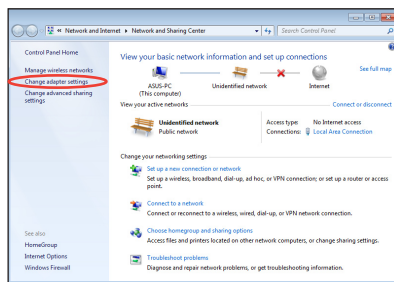 Network and Internet ▸ Network and Sharing Center
Search Control Panel
Control Panel Home
Manage wireless networks
Change adapter settings
Change advanced sharing
settings
See also
HomeGroup
Internet Options
Windows Firewall
View your basic network information and set up connections
See full map
ASUS-PC
(This computer)
Unidentified network
Internet
View your active networks
Connect or disconnect
Unidentified network
Public network
Access type: No Internet access
Connections: Local Area Connection
Change your networking settings
Set up a new connection or network
Set up a wireless, broadband, dial-up, ad hoc, or VPN connection; or set up a router or access
point.
Connect to a network
Connect or reconnect to a wireless, wired, dial-up, or VPN network connection.
Choose homegroup and sharing options
Access files and printers located on other network computers, or change sharing settings.
Troubleshoot problems
Diagnose and repair network problems, or get troubleshooting information.